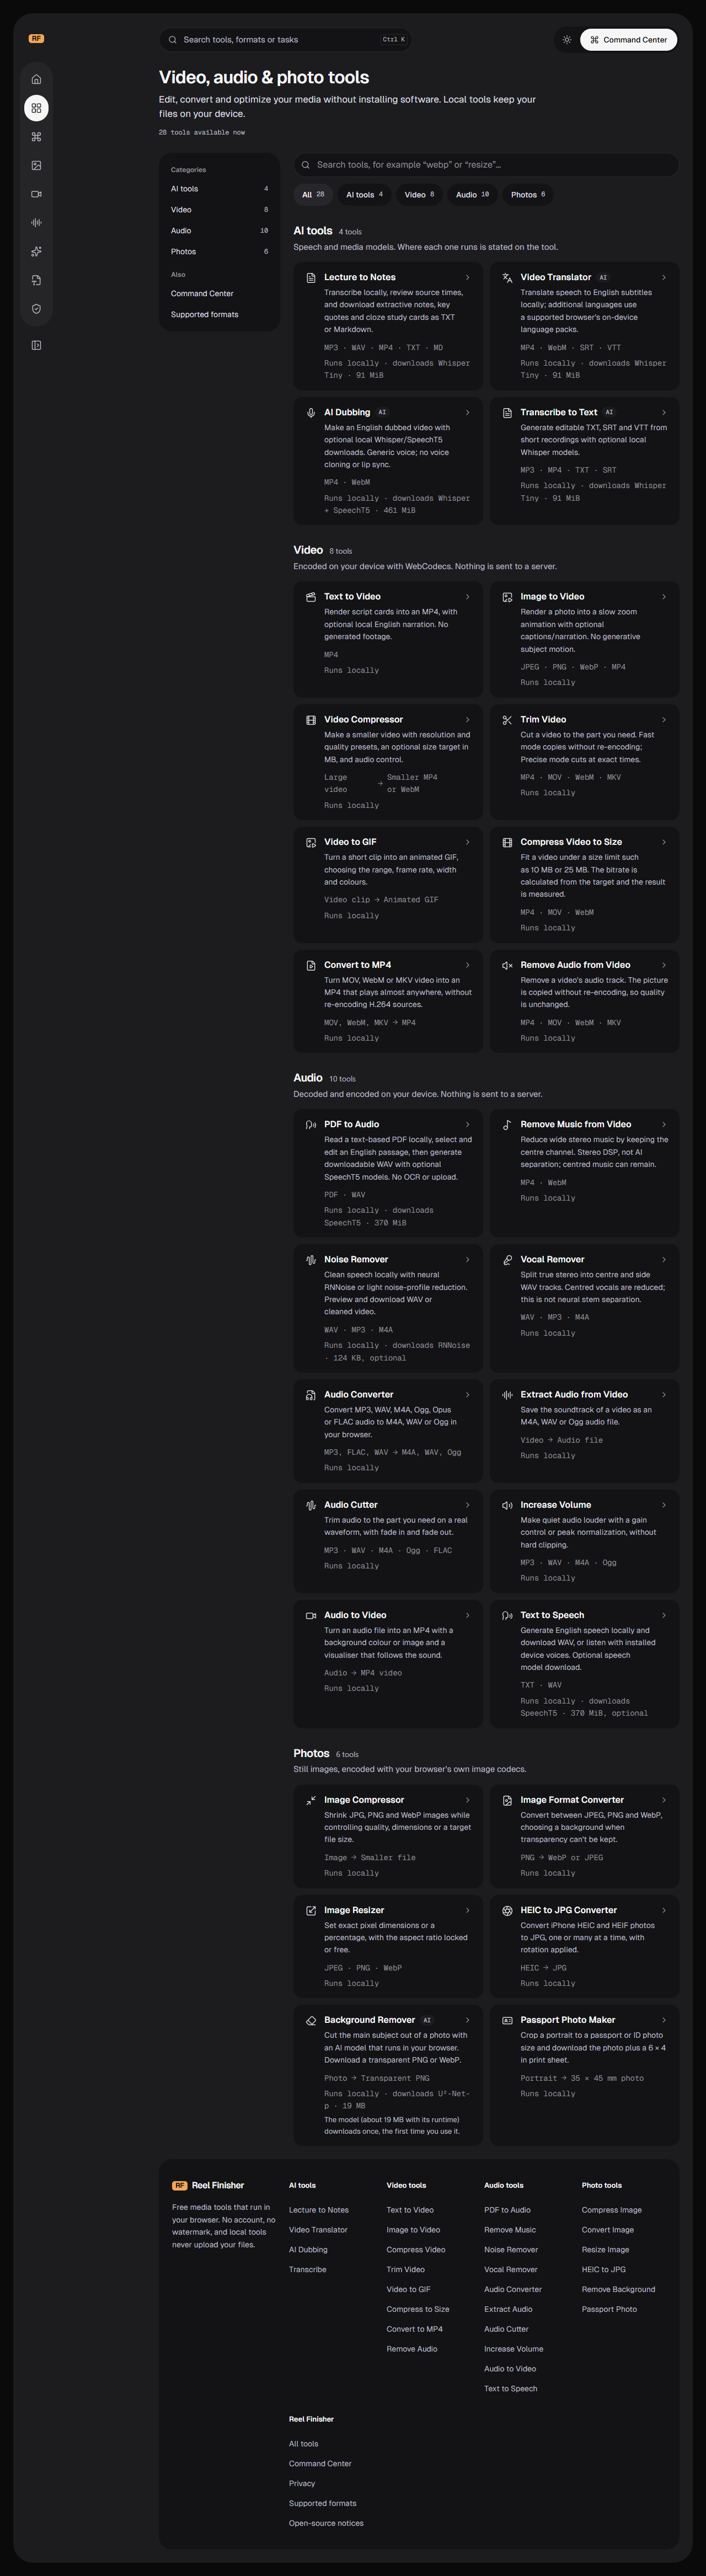 RF
Search tools, formats or tasks
Ctrl K
Command Center
Video, audio & photo tools
Edit, convert and optimize your media without installing software. Local tools keep your
files on your device.
28 tools available now
Categories
AI tools 4
Video 8
Audio 10
Photos 6
Also
Command Center
Supported formats
Search tools, for example “webp” or “resize”…
All 28 AI tools 4 Video 8 Audio 10 Photos 6
AI tools 4 tools
Speech and media models. Where each one runs is stated on the tool.
Lecture to Notes
Transcribe locally, review source times,
and download extractive notes, key
quotes and cloze study cards as TXT
or Markdown.
MP3 · WAV · MP4 · TXT · MD
Runs locally · downloads Whisper
Tiny · 91 MiB
Video Translator AI
Translate speech to English subtitles
locally; additional languages use
a supported browser's on-device
language packs.
MP4 · WebM · SRT · VTT
Runs locally · downloads Whisper
Tiny · 91 MiB
AI Dubbing AI
Make an English dubbed video with
optional local Whisper/SpeechT5
downloads. Generic voice; no voice
cloning or lip sync.
MP4 · WebM
Runs locally · downloads Whisper
+ SpeechT5 · 461 MiB
Transcribe to Text AI
Generate editable TXT, SRT and VTT from
short recordings with optional local
Whisper models.
MP3 · MP4 · TXT · SRT
Runs locally · downloads Whisper
Tiny · 91 MiB
Video 8 tools
Encoded on your device with WebCodecs. Nothing is sent to a server.
Text to Video
Render script cards into an MP4, with
optional local English narration. No
generated footage.
MP4
Runs locally
Image to Video
Render a photo into a slow zoom
animation with optional
captions/narration. No generative
subject motion.
JPEG · PNG · WebP · MP4
Runs locally
Video Compressor
Make a smaller video with resolution and
quality presets, an optional size target in
MB, and audio control.
Large video → Smaller MP4 or WebM
Runs locally
Trim Video
Cut a video to the part you need. Fast
mode copies without re-encoding;
Precise mode cuts at exact times.
MP4 · MOV · WebM · MKV
Runs locally
Video to GIF
Turn a short clip into an animated GIF,
choosing the range, frame rate, width
and colours.
Video clip → Animated GIF
Runs locally
Compress Video to Size
Fit a video under a size limit such
as 10 MB or 25 MB. The bitrate is
calculated from the target and the result
is measured.
MP4 · MOV · WebM
Runs locally
Convert to MP4
Turn MOV, WebM or MKV video into an
MP4 that plays almost anywhere, without
re-encoding H.264 sources.
MOV, WebM, MKV → MP4
Runs locally
Remove Audio from Video
Remove a video's audio track. The picture
is copied without re-encoding, so quality
is unchanged.
MP4 · MOV · WebM · MKV
Runs locally
Audio 10 tools
Decoded and encoded on your device. Nothing is sent to a server.
PDF to Audio
Read a text-based PDF locally, select and
edit an English passage, then generate
downloadable WAV with optional
SpeechT5 models. No OCR or upload.
PDF · WAV
Runs locally · downloads
SpeechT5 · 370 MiB
Remove Music from Video
Reduce wide stereo music by keeping the
centre channel. Stereo DSP, not AI
separation; centred music can remain.
MP4 · WebM
Runs locally
Noise Remover
Clean speech locally with neural
RNNoise or light noise-profile reduction.
Preview and download WAV or
cleaned video.
WAV · MP3 · M4A
Runs locally · downloads RNNoise
· 124 KB, optional
Vocal Remover
Split true stereo into centre and side
WAV tracks. Centred vocals are reduced;
this is not neural stem separation.
WAV · MP3 · M4A
Runs locally
Audio Converter
Convert MP3, WAV, M4A, Ogg, Opus
or FLAC audio to M4A, WAV or Ogg in
your browser.
MP3, FLAC, WAV → M4A, WAV, Ogg
Runs locally
Extract Audio from Video
Save the soundtrack of a video as an
M4A, WAV or Ogg audio file.
Video → Audio file
Runs locally
Audio Cutter
Trim audio to the part you need on a real
waveform, with fade in and fade out.
MP3 · WAV · M4A · Ogg · FLAC
Runs locally
Increase Volume
Make quiet audio louder with a gain
control or peak normalization, without
hard clipping.
MP3 · WAV · M4A · Ogg
Runs locally
Audio to Video
Turn an audio file into an MP4 with a
background colour or image and a
visualiser that follows the sound.
Audio → MP4 video
Runs locally
Text to Speech
Generate English speech locally and
download WAV, or listen with installed
device voices. Optional speech
model download.
TXT · WAV
Runs locally · downloads
SpeechT5 · 370 MiB, optional
Photos 6 tools
Still images, encoded with your browser's own image codecs.
Image Compressor
Shrink JPG, PNG and WebP images while
controlling quality, dimensions or a target
file size.
Image → Smaller file
Runs locally
Image Format Converter
Convert between JPEG, PNG and WebP,
choosing a background when
transparency can't be kept.
PNG → WebP or JPEG
Runs locally
Image Resizer
Set exact pixel dimensions or a
percentage, with the aspect ratio locked
or free.
JPEG · PNG · WebP
Runs locally
HEIC to JPG Converter
Convert iPhone HEIC and HEIF photos
to JPG, one or many at a time, with
rotation applied.
HEIC → JPG
Runs locally
Background Remover AI
Cut the main subject out of a photo with
an AI model that runs in your browser.
Download a transparent PNG or WebP.
Photo → Transparent PNG
Runs locally · downloads U²-Net-
p · 19 MB
The model (about 19 MB with its runtime)
downloads once, the first time you use it.
Passport Photo Maker
Crop a portrait to a passport or ID photo
size and download the photo plus a 6 × 4
in print sheet.
Portrait → 35 × 45 mm photo
Runs locally
RF Reel Finisher
Free media tools that run in
your browser. No account, no
watermark, and local tools
never upload your files.
AI tools
Lecture to Notes
Video Translator
AI Dubbing
Transcribe
Video tools
Text to Video
Image to Video
Compress Video
Trim Video
Video to GIF
Compress to Size
Convert to MP4
Remove Audio
Audio tools
PDF to Audio
Remove Music
Noise Remover
Vocal Remover
Audio Converter
Extract Audio
Audio Cutter
Increase Volume
Audio to Video
Text to Speech
Photo tools
Compress Image
Convert Image
Resize Image
HEIC to JPG
Remove Background
Passport Photo
Reel Finisher
All tools
Command Center
Privacy
Supported formats
Open-source notices